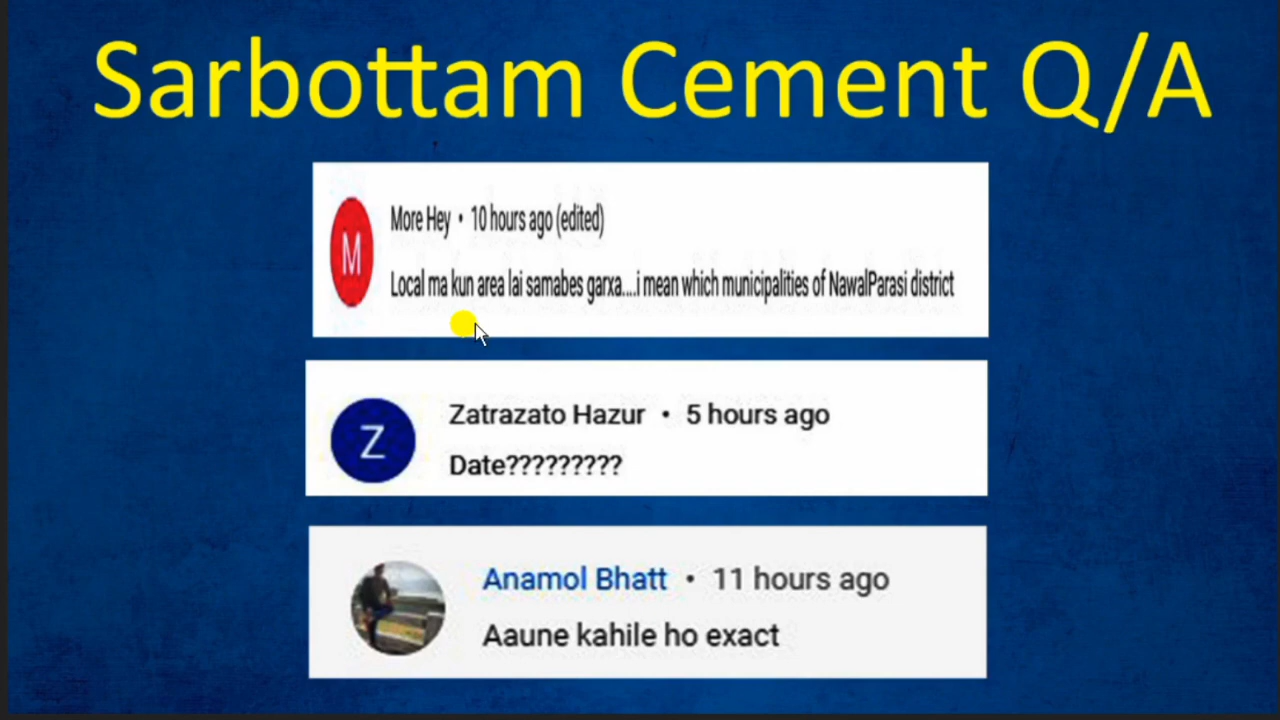 Sarbottam Cement Q/A
M
More Hey • 10 hours ago (edited)
Local ma kun area lai samabes garxa....i mean which municipalities of NawalParasi district
Z
Zatrazato Hazur • 5 hours ago
Date?????????
Anamol Bhatt • 11 hours ago
Aaune kahile ho exact